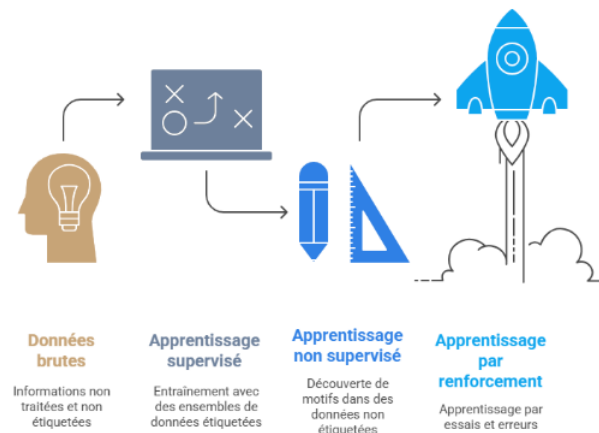 Données
brutes
Informations non
traitées et non
étiquetées
Apprentissage
supervisé
Entraînement avec
des ensembles de
données étiquetées
Apprentissage
non supervisé
Découverte de
motifs dans des
données non
étiquetées
Apprentissage
par
renforcement
Apprentissage par
essais et erreurs